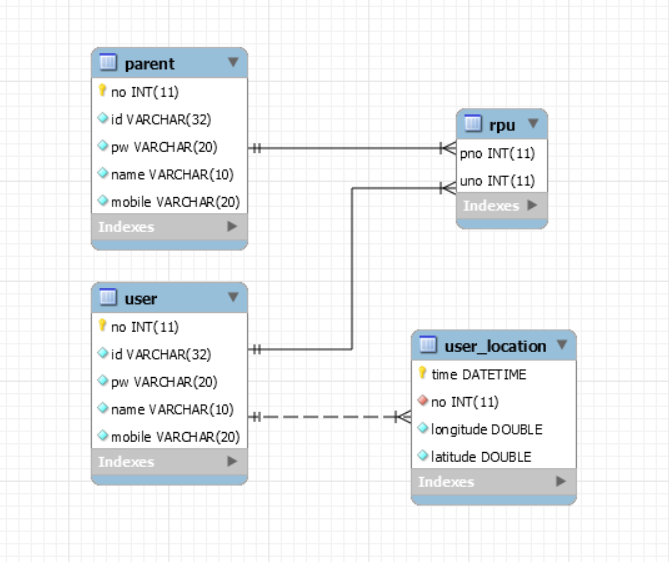 parent
no INT(11)
id VARCHAR(32)
pw VARCHAR(20)
name VARCHAR(10)
mobile VARCHAR(20)
Indexes
rpu
pno INT(11)
uno INT(11)
Indexes
user
no INT(11)
id VARCHAR(32)
pw VARCHAR(20)
name VARCHAR(10)
mobile VARCHAR(20)
Indexes
user_location
time DATETIME
no INT(11)
longitude DOUBLE
latitude DOUBLE
Indexes